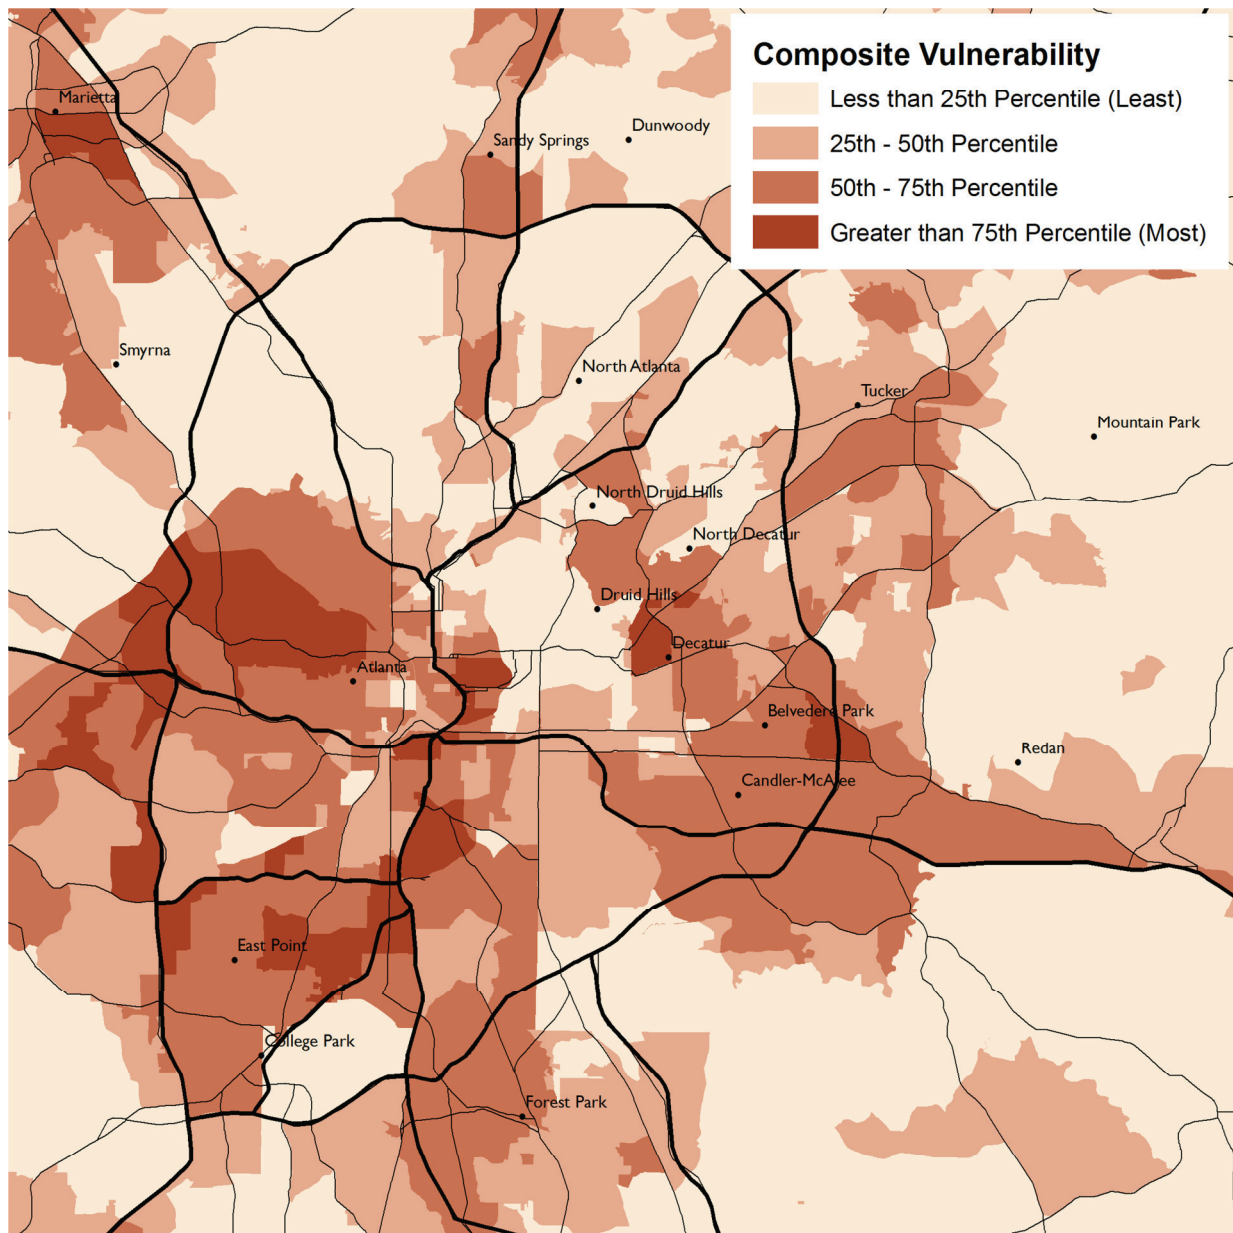 Composite Vulnerability
Less than 25th Percentile (Least)
25th - 50th Percentile
50th - 75th Percentile
Greater than 75th Percentile (Most)
Marietta
Dunwoody
Sandy Springs
Smyrna
North Atlanta
Tucker
Mountain Park
North Druid Hills
North Decatur
Druid Hills
Decatur
Atlanta
Belvedere Park
Redan
Candler-McAfee
East Point
College Park
Forest Park